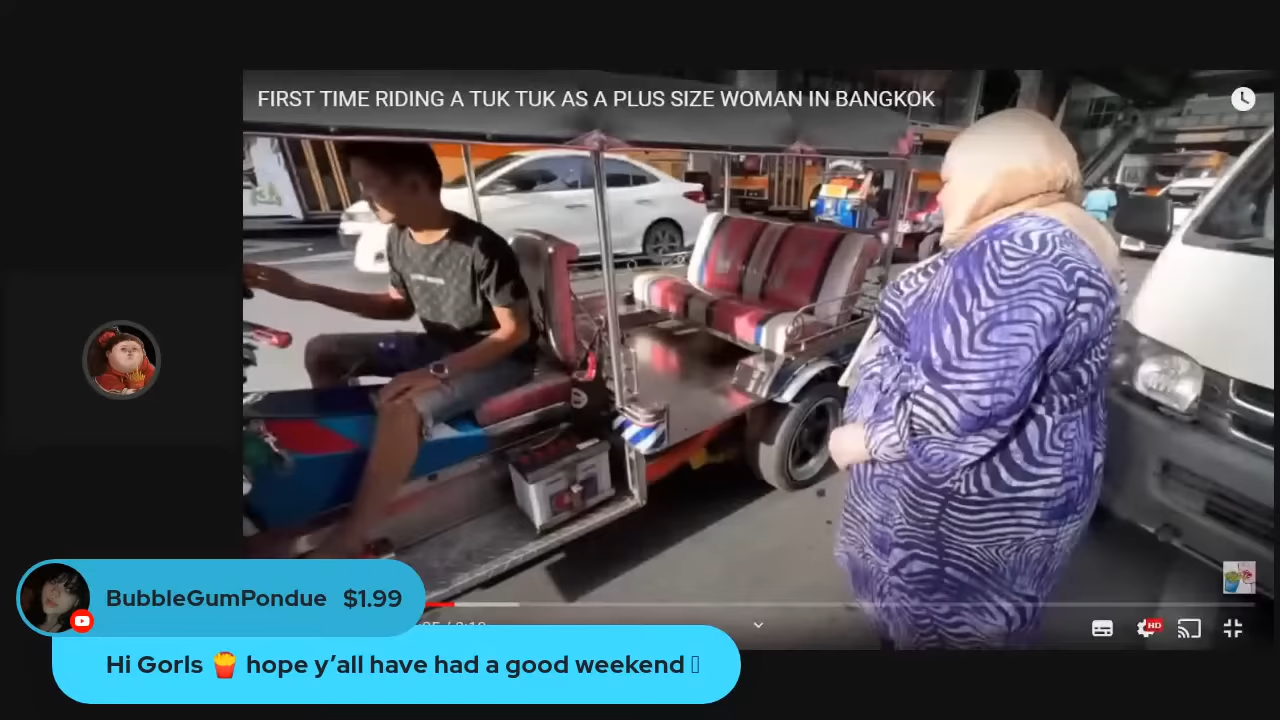 FIRST TIME RIDING A TUK TUK AS A PLUS SIZE WOMAN IN BANGKOK
HD
BubbleGumPondue $1.99
Hi Gorls 🍟 hope y’all have had a good weekend